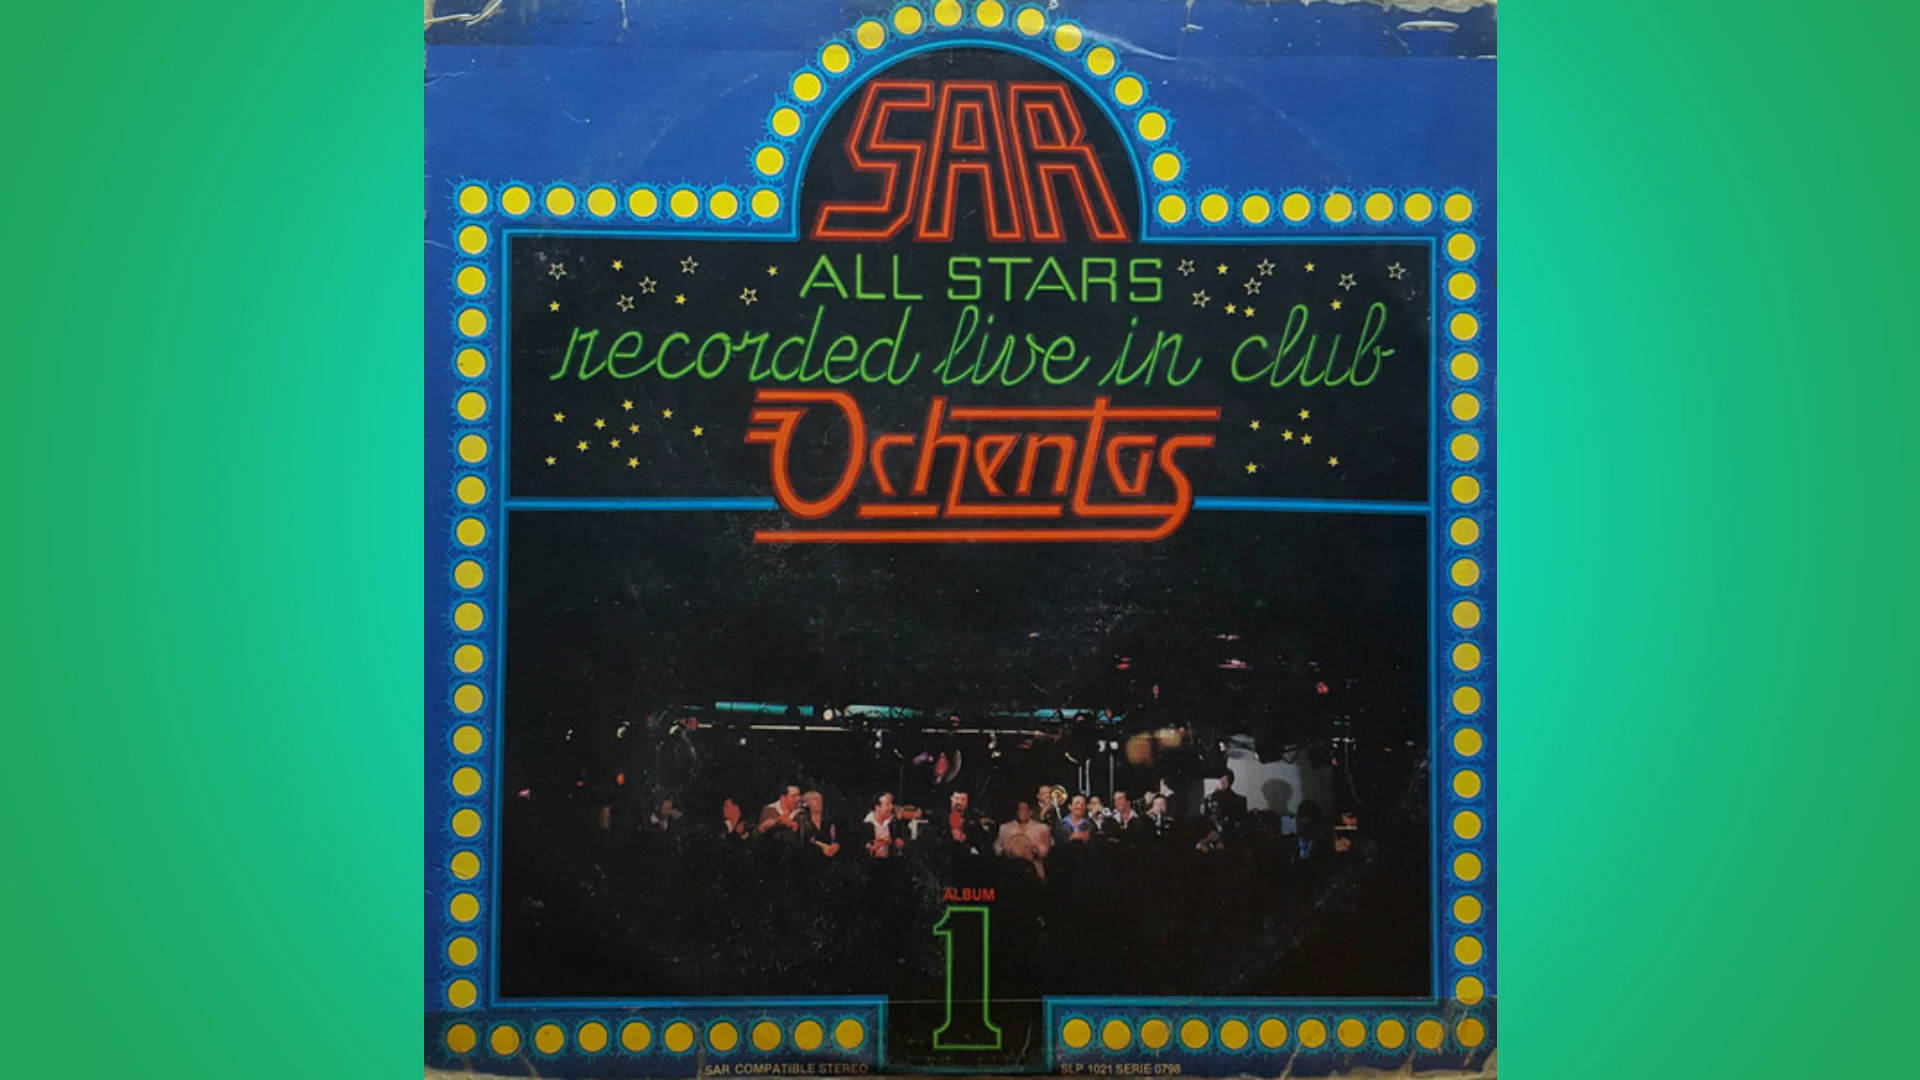 SAR
ALL STARS
recorded live in club
Ochentas
ALBUM
1
SAR COMPATIBLE STEREO
SLP 1021 SERIE 0798